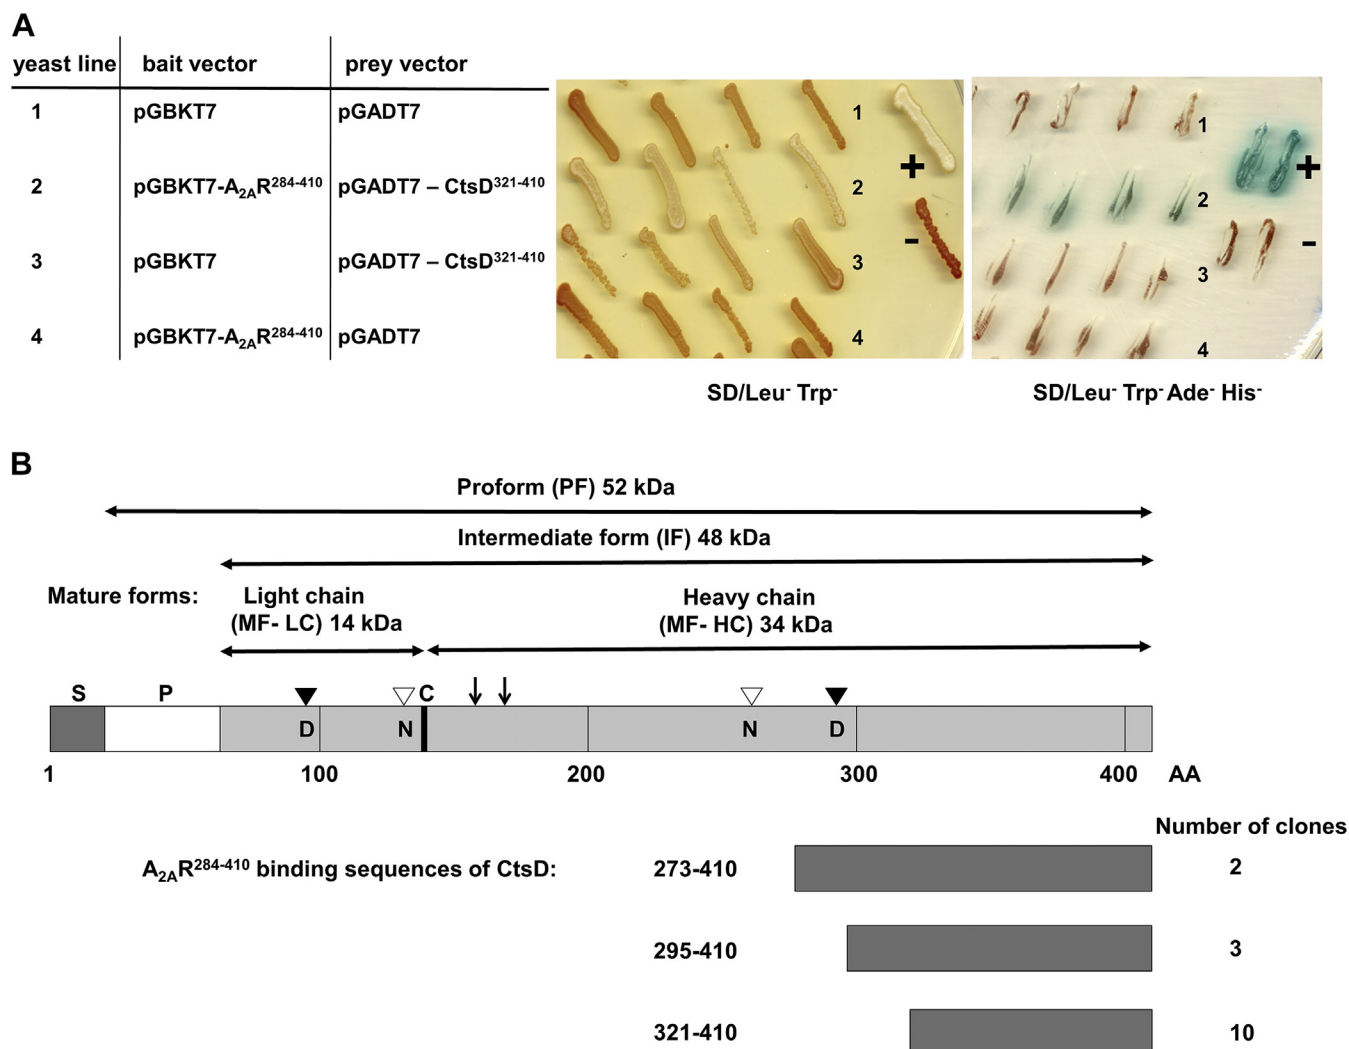 A
yeast line bait vector prey vector
1 pGBKT7 pGADT7
2 pGBKT7-A2AR284-410 pGADT7 – CtsD321-410
3 pGBKT7 pGADT7 – CtsD321-410
4 pGBKT7-A2AR284-410 pGADT7
1
2
3
4
+
-
1
2
3
4
+
-
SD/Leu- Trp-
SD/Leu- Trp- Ade- His-
B
Proform (PF) 52 kDa
Intermediate form (IF) 48 kDa
Mature forms:
Light chain
(MF- LC) 14 kDa
Heavy chain
(MF- HC) 34 kDa
S P C
D N N D
1 100 200 300 400 AA
Number of clones
A2AR284-410 binding sequences of CtsD: 273-410 2
295-410 3
321-410 10